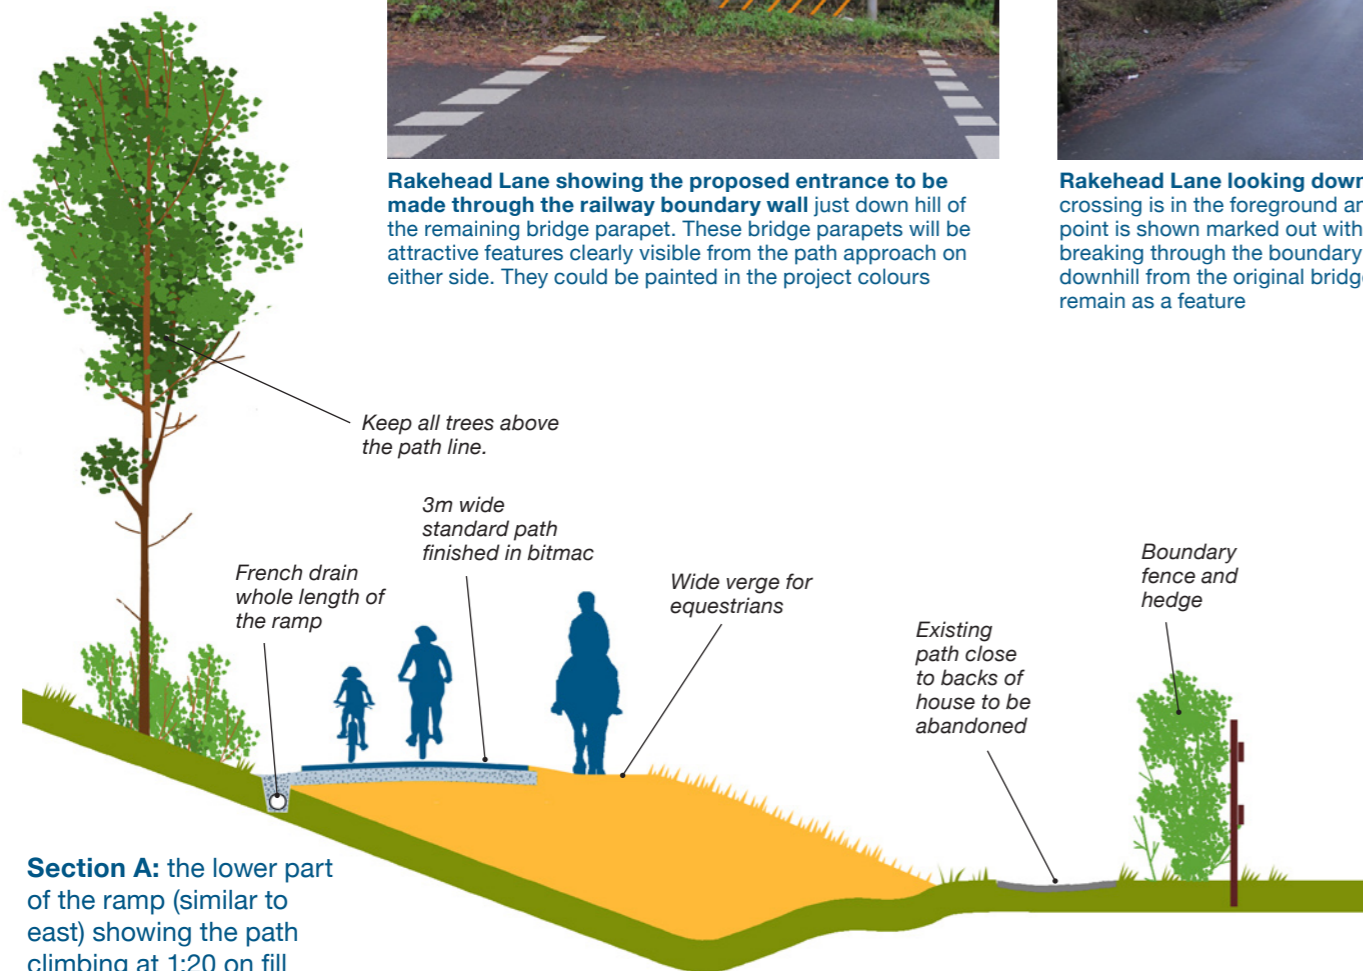 Rakehead Lane showing the proposed entrance to be
made through the railway boundary wall just down hill of
the remaining bridge parapet. These bridge parapets will be
attractive features clearly visible from the path approach on
either side. They could be painted in the project colours
Rakehead Lane looking down
crossing is in the foreground an
point is shown marked out with
breaking through the boundary
downhill from the original bridge
remain as a feature
Keep all trees above
the path line.
3m wide
standard path
finished in bitmac
French drain
whole length of
the ramp
Wide verge for
equestrians
Existing
path close
to backs of
house to be
abandoned
Boundary
fence and
hedge
Section A: the lower part
of the ramp (similar to
east) showing the path
climbing at 1:20 on fill